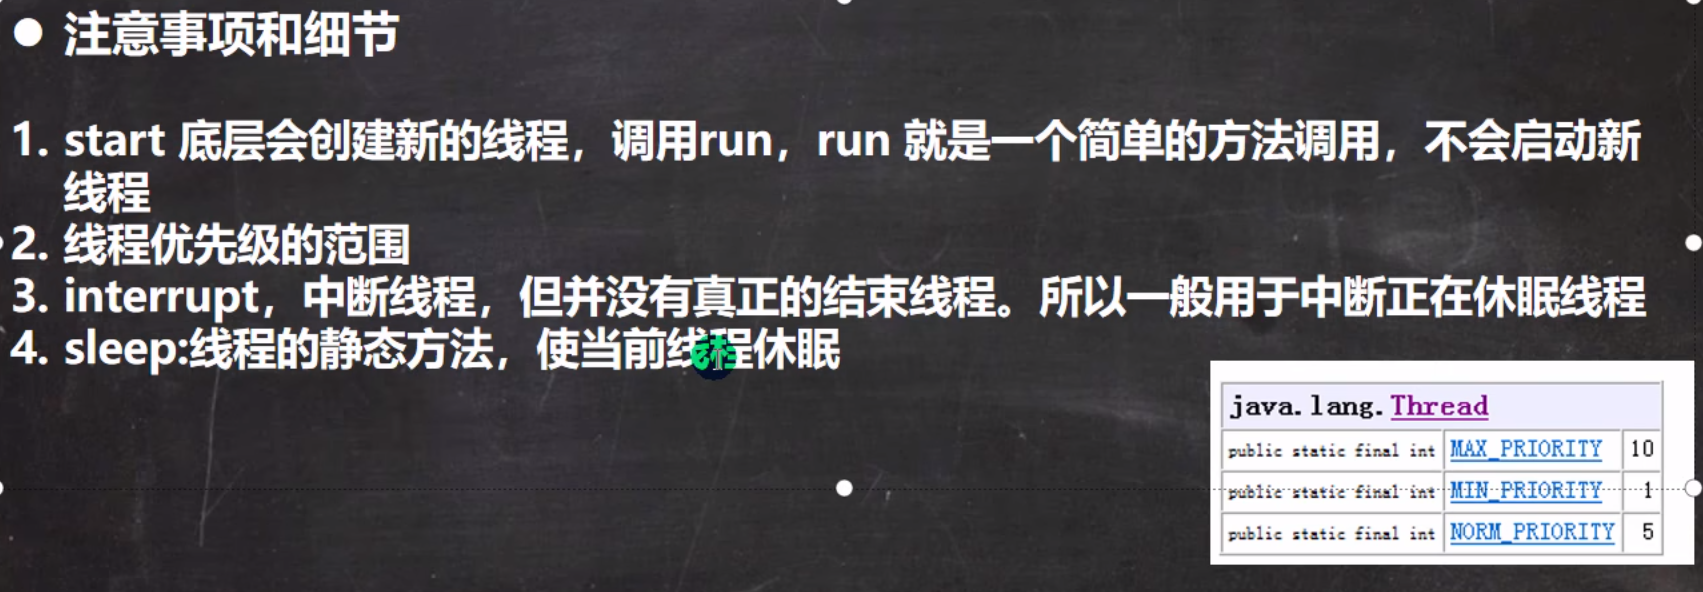 ● 注意事项和细节
1. start 底层会创建新的线程，调用run，run 就是一个简单的方法调用，不会启动新
线程
2. 线程优先级的范围
3. interrupt，中断线程，但并没有真正的结束线程。所以一般用于中断正在休眠线程
4. sleep:线程的静态方法，使当前线程休眠
java.lang.Thread
public static final int MAX_PRIORITY 10
public static final int MIN_PRIORITY 1
public static final int NORM_PRIORITY 5